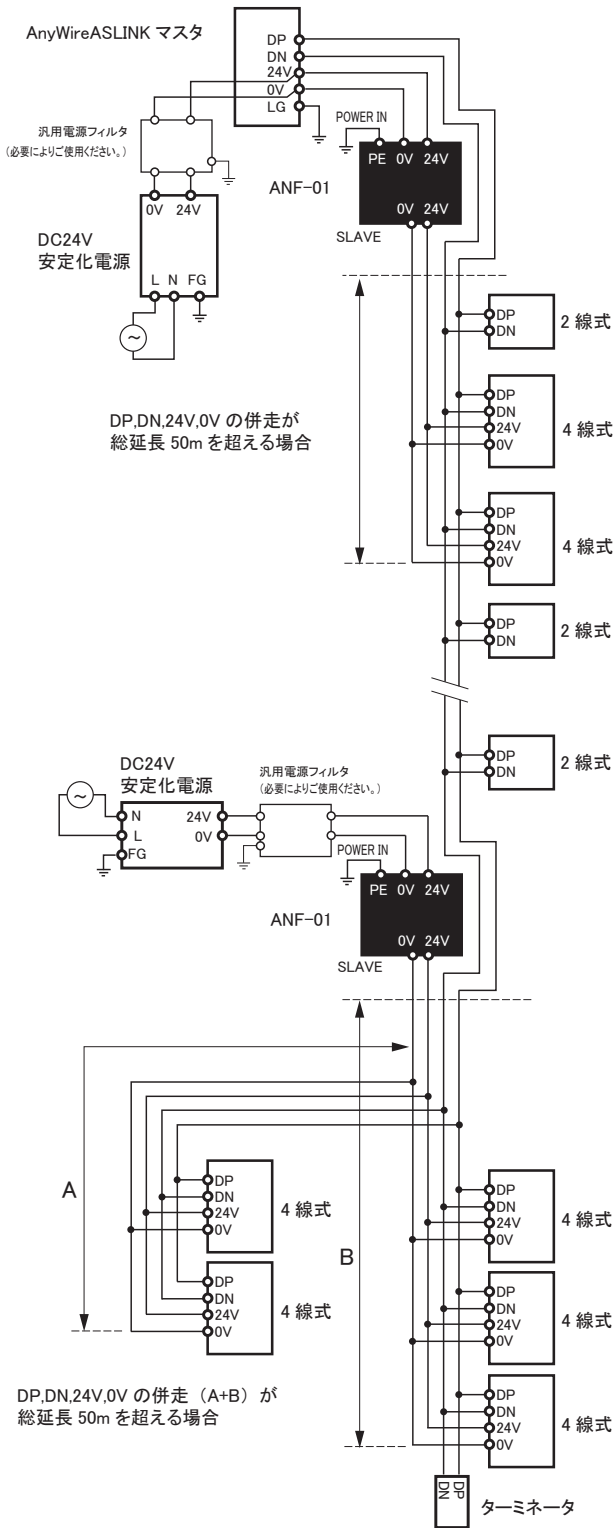 AnyWireASLINK マスタ
DP
DN
24V
0V
LG
汎用電源フィルタ
(必要によりご使用ください。)
POWER IN
PE 0V 24V
ANF-01
0V 24V
SLAVE
0V 24V
DC24V
安定化電源
L N FG
~
DP
DN
2 線式
DP,DN,24V,0V の併走が
総延長 50m を超える場合
DP
DN
24V
0V
4 線式
DP
DN
24V
0V
4 線式
DP
DN
2 線式
DP
DN
2 線式
DC24V
安定化電源
汎用電源フィルタ
(必要によりご使用ください。)
~
N
L
FG
24V
0V
POWER IN
PE 0V 24V
ANF-01
0V 24V
SLAVE
A
DP
DN
24V
0V
4 線式
DP
DN
24V
0V
4 線式
B
DP
DN
24V
0V
4 線式
DP
DN
24V
0V
4 線式
DP
DN
24V
0V
4 線式
DP,DN,24V,0V の併走（A+B）が
総延長 50m を超える場合
DP
DN
ターミネータ